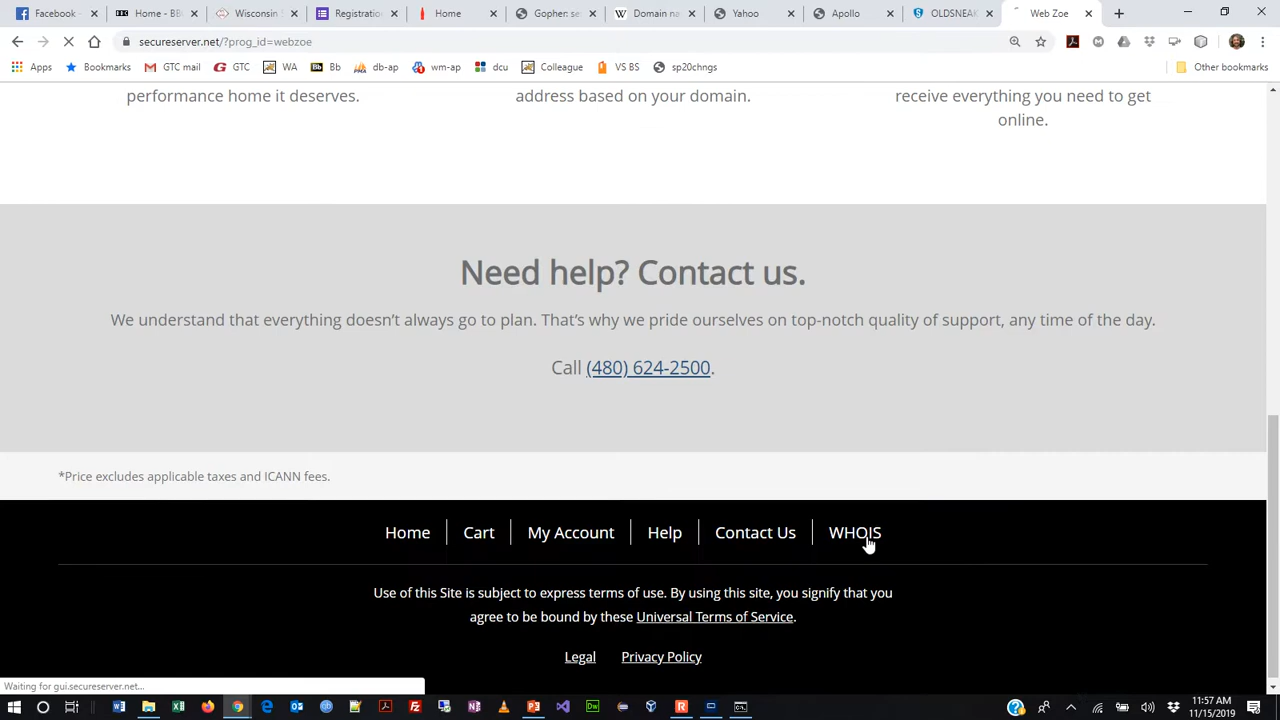 Facebook -
Home - BB
Wisconsin S
Registration
Home
Gopher: se
Domain na
Yahoo
Apollo
OLDSNEAK
Web Zoe
secureserver.net/?prog_id=webzoe
Apps
Bookmarks
GTC mail
GTC
WA
Bb
db-ap
wm-ap
dcu
Colleague
VS BS
sp20chngs
Other bookmarks
performance home it deserves.
address based on your domain.
receive everything you need to get
online.
Need help? Contact us.
We understand that everything doesn’t always go to plan. That’s why we pride ourselves on top-notch quality of support, any time of the day.
Call (480) 624-2500.
*Price excludes applicable taxes and ICANN fees.
Home
Cart
My Account
Help
Contact Us
WHOIS
Use of this Site is subject to express terms of use. By using this site, you signify that you
agree to be bound by these Universal Terms of Service.
Legal
Privacy Policy
Waiting for gui.secureserver.net...
11:57 AM
11/15/2019